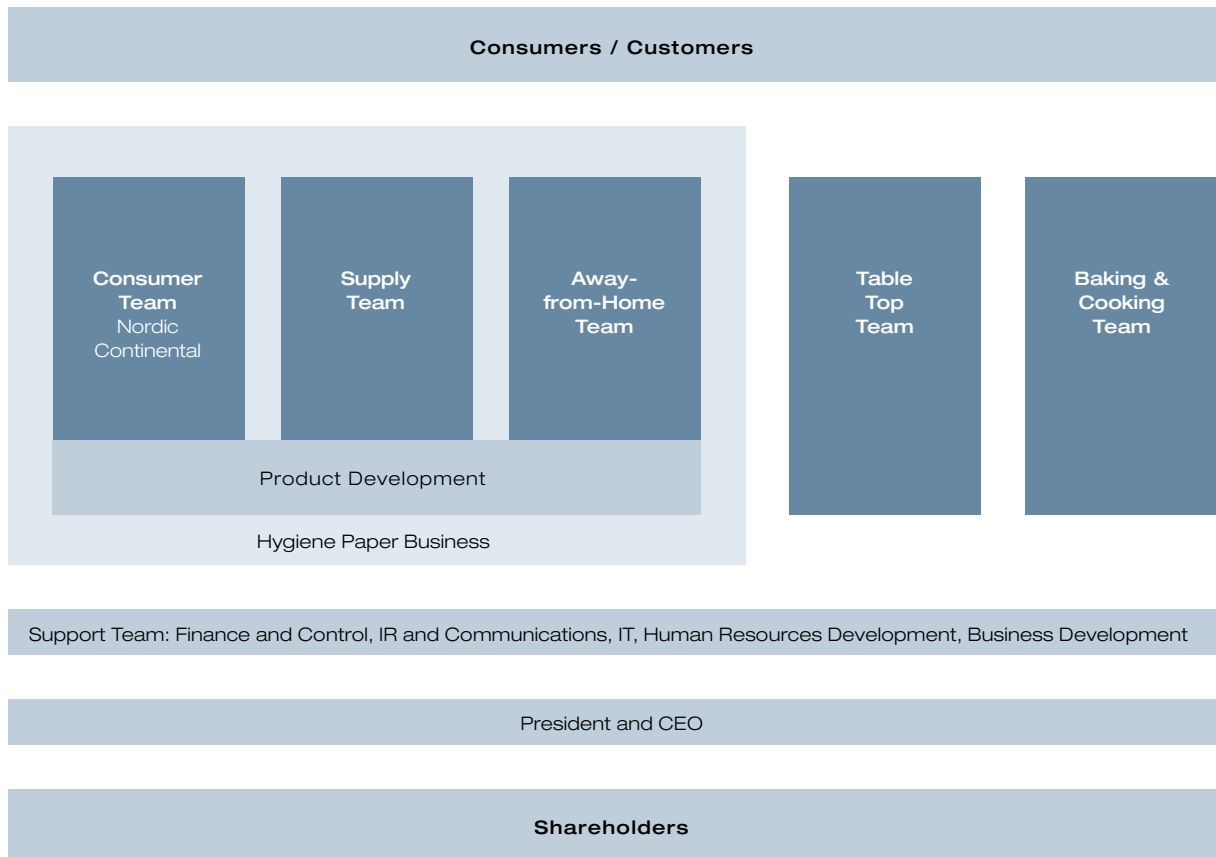 Consumers / Customers
Consumer
Team
Nordic
Continental
Supply
Team
Away-
from-Home
Team
Table
Top
Team
Baking &
Cooking
Team
Product Development
Hygiene Paper Business
Support Team: Finance and Control, IR and Communications, IT, Human Resources Development, Business Development
President and CEO
Shareholders